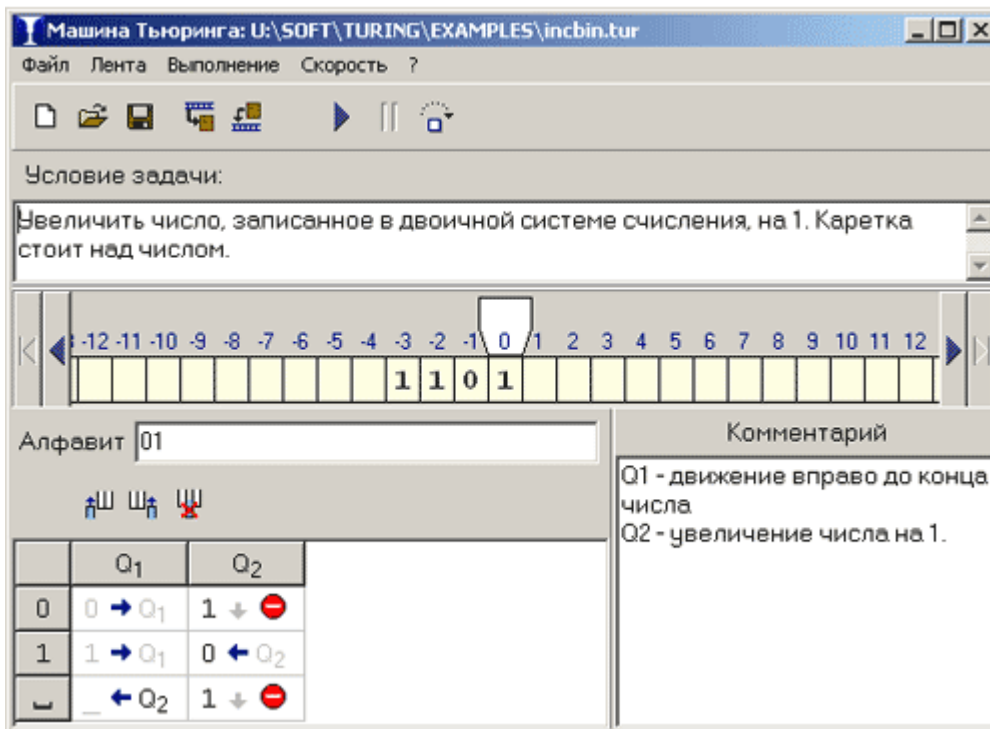 Машина Тьюринга: U:\SOFT\TURING\EXAMPLES\incbin.tur
Файл Лента Выполнение Скорость ?
Условие задачи:
Увеличить число, записанное в двоичной системе счисления, на 1. Каретка
стоит над числом.
-12 -11 -10 -9 -8 -7 -6 -5 -4 -3 -2 -1 0 1 2 3 4 5 6 7 8 9 10 11 12
1 1 0 1
Алфавит 01
Комментарий
Q1 - движение вправо до конца
числа
Q2 - увеличение числа на 1.
Q1 Q2
0 0 → Q1 1 ↓
1 1 → Q1 0 ← Q2
␣ _ ← Q2 1 ↓